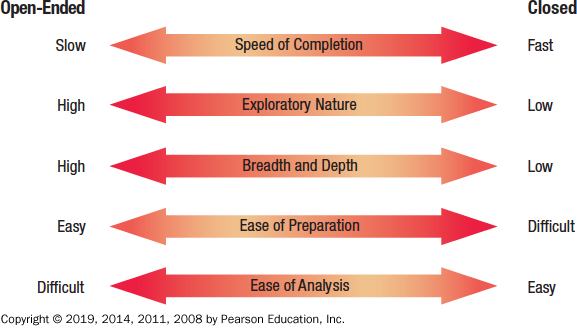 Open-Ended Closed
Slow Speed of Completion Fast
High Exploratory Nature Low
High Breadth and Depth Low
Easy Ease of Preparation Difficult
Difficult Ease of Analysis Easy
Copyright © 2019, 2014, 2011, 2008 by Pearson Education, Inc.